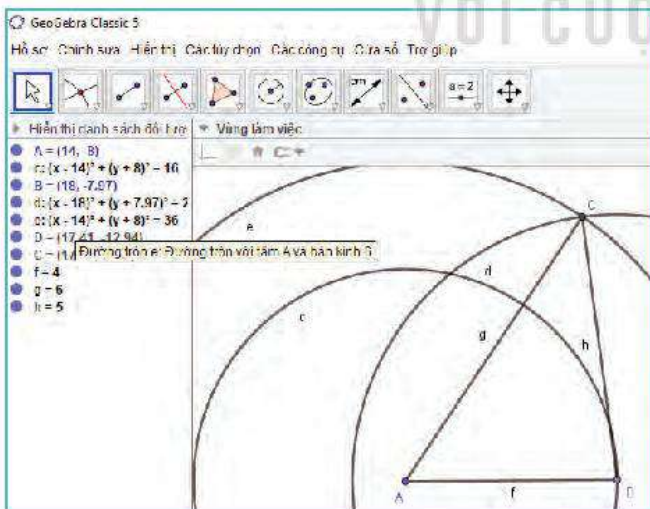 VỚI CUỘC
GeoGebra Classic 5
Hồ sơ Chỉnh sửa Hiển thị Các tùy chọn Các công cụ Cửa sổ Trợ giúp
a = 2
Hiển thị danh sách đối tượ
Vùng làm việc
A = (14, -8)
c: (x - 14)² + (y + 8)² = 16
B = (18, -7.97)
d: (x - 18)² + (y + 7.97)² = 2
e: (x - 14)² + (y + 8)² = 36
D = (17.41, -12.94)
Đường tròn e: Đường tròn với tâm A và bán kính 6
f = 4
g = 6
h = 5
C
e
d
c
g
h
A
f
B